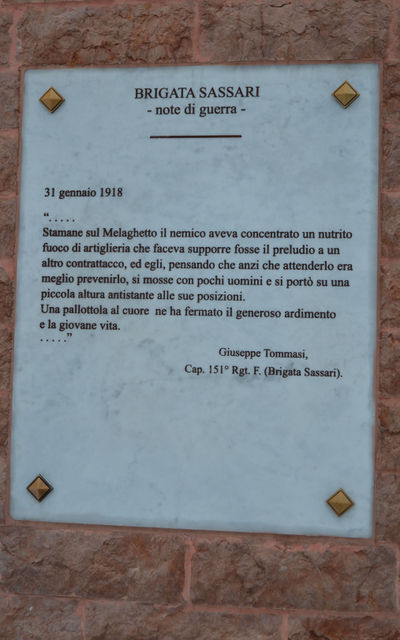 BRIGATA SASSARI
- note di guerra -
31 gennaio 1918
“.....
Stamane sul Melaghetto il nemico aveva concentrato un nutrito
fuoco di artiglieria che faceva supporre fosse il preludio a un
altro contrattacco, ed egli, pensando che anzi che attenderlo era
meglio prevenirlo, si mosse con pochi uomini e si portò su una
piccola altura antistante alle sue posizioni.
Una pallottola al cuore ne ha fermato il generoso ardimento
e la giovane vita.
.....”
Giuseppe Tommasi,
Cap. 151° Rgt. F. (Brigata Sassari).